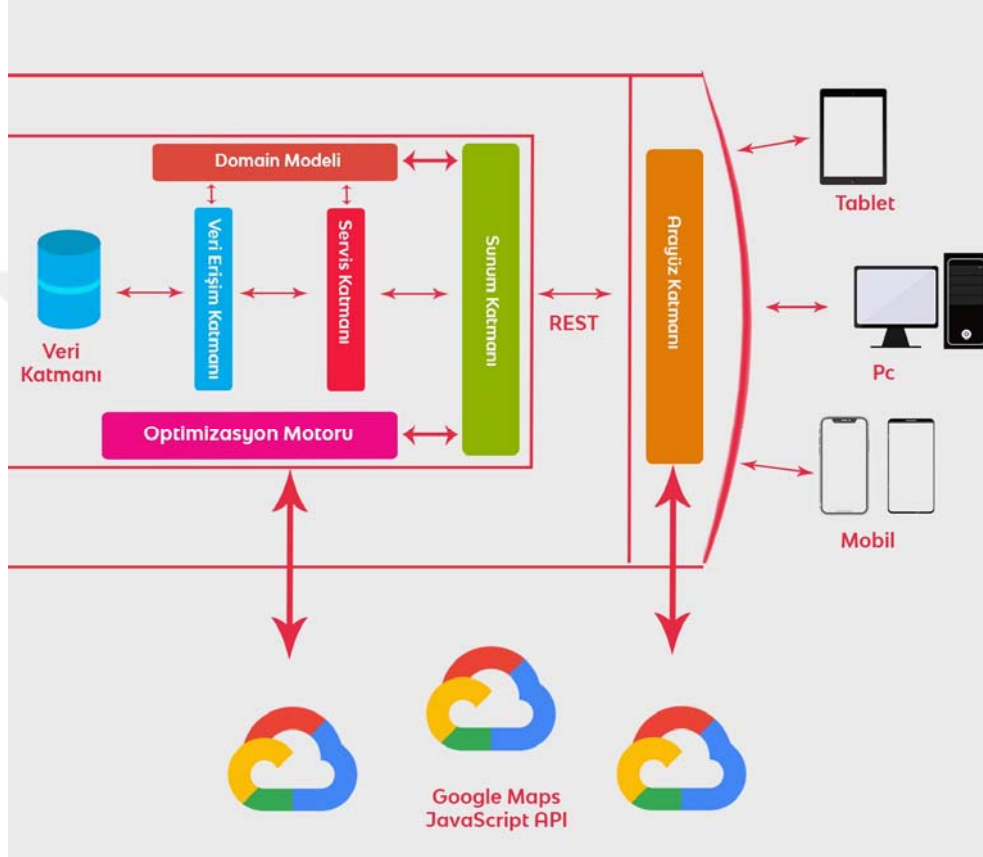 Domain Modeli
Veri Erişim Katmanı
Servis Katmanı
Sunum Katmanı
Arayüz Katmanı
Tablet
REST
Veri
Katmanı
Pc
Optimizasyon Motoru
Mobil
Google Maps
JavaScript API